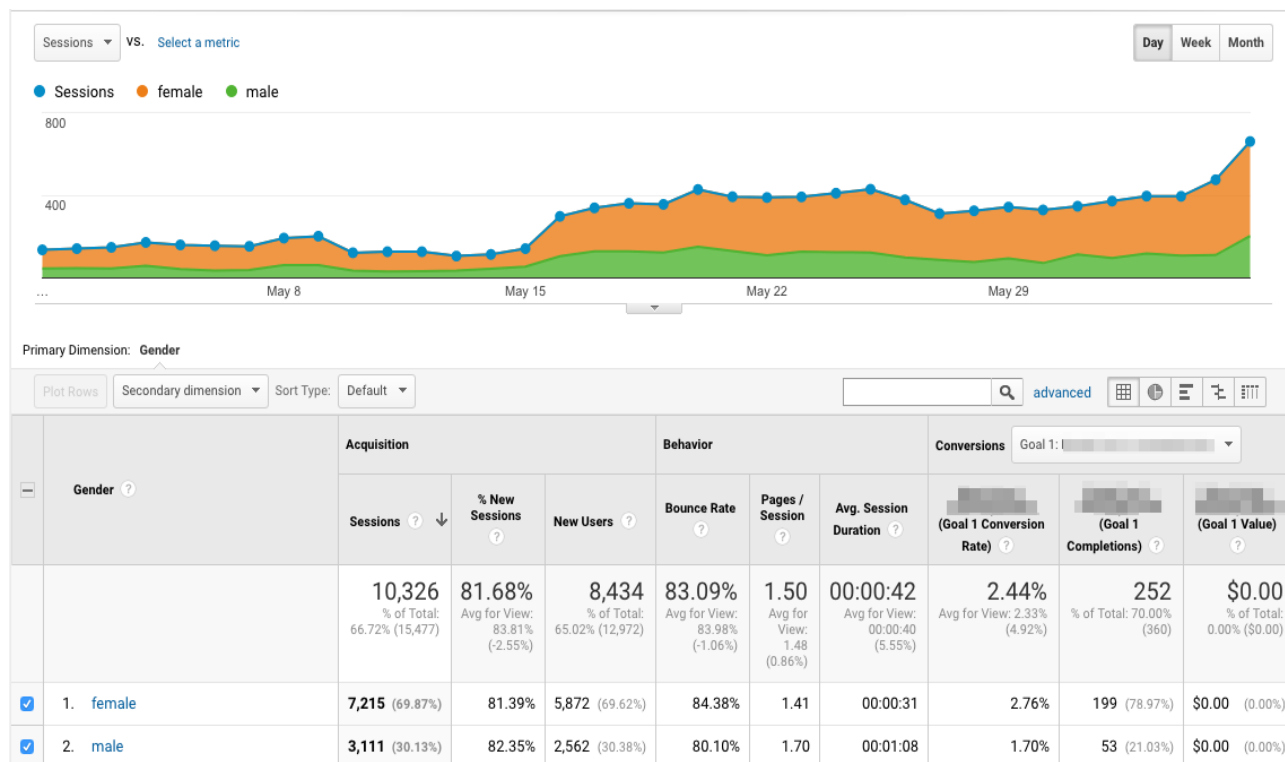 Sessions VS. Select a metric
Day Week Month
Sessions female male
800
400
... May 8 May 15 May 22 May 29
Primary Dimension: Gender
Plot Rows Secondary dimension Sort Type: Default advanced
Gender ?
Acquisition
Behavior
Conversions Goal 1:
Sessions ?
% New
Sessions
?
New Users ?
Bounce Rate
?
Pages /
Session
?
Avg. Session
Duration ?
(Goal 1 Conversion
Rate) ?
(Goal 1
Completions) ?
(Goal 1 Value)
?
10,326
% of Total:
66.72% (15,477)
81.68%
Avg for View:
83.81%
(-2.55%)
8,434
% of Total:
65.02% (12,972)
83.09%
Avg for View:
83.98%
(-1.06%)
1.50
Avg for
View:
1.48
(0.86%)
00:00:42
Avg for View:
00:00:40
(5.55%)
2.44%
Avg for View: 2.33%
(4.92%)
252
% of Total: 70.00%
(360)
$0.00
% of Total:
0.00% ($0.00)
1. female 7,215 (69.87%) 81.39% 5,872 (69.62%) 84.38% 1.41 00:00:31 2.76% 199 (78.97%) $0.00 (0.00%)
2. male 3,111 (30.13%) 82.35% 2,562 (30.38%) 80.10% 1.70 00:01:08 1.70% 53 (21.03%) $0.00 (0.00%)